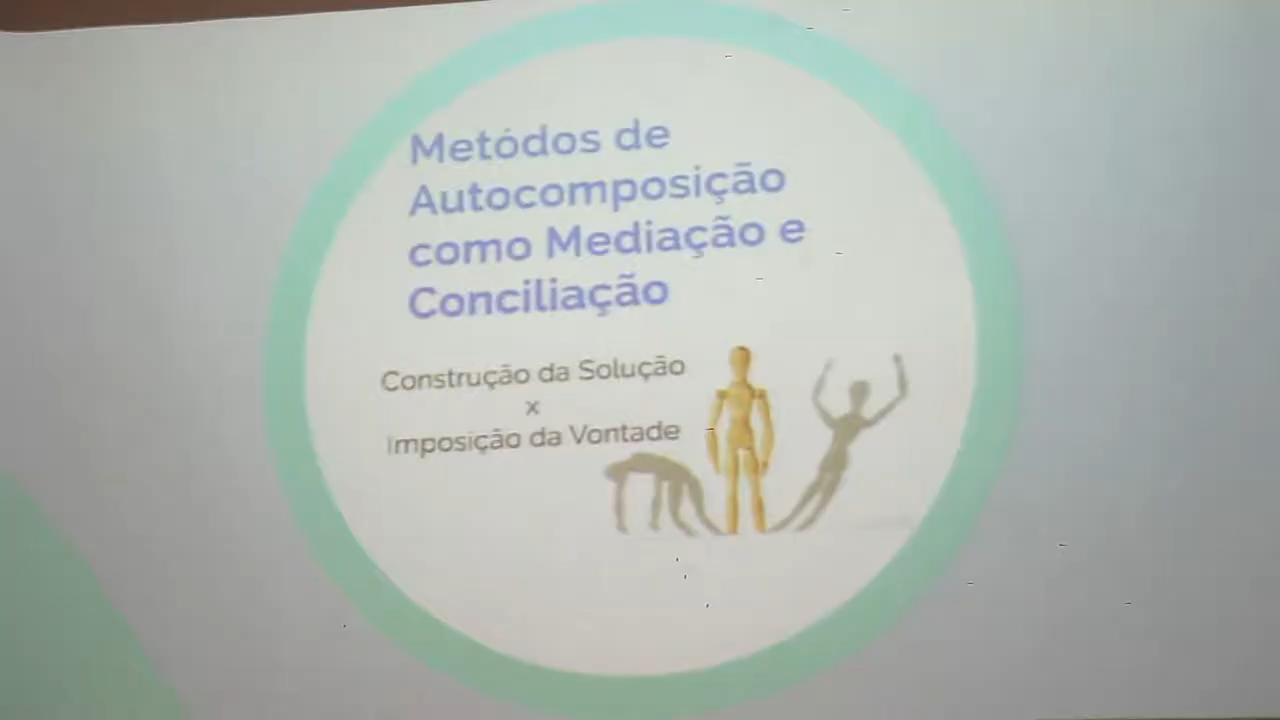 Metódos de
Autocomposição
como Mediação e
Conciliação
Construção da Solução
x
Imposição da Vontade